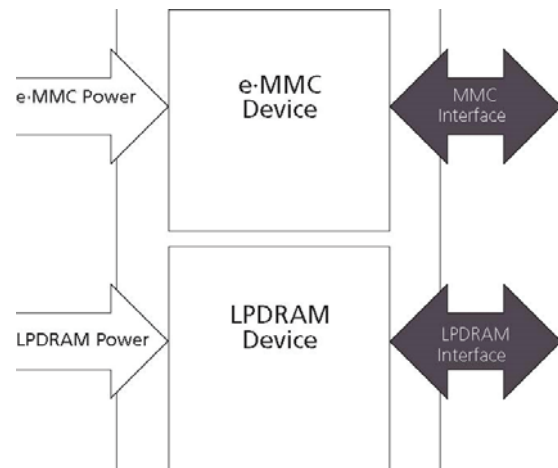 e·MMC Power
e·MMC
Device
MMC
Interface
LPDRAM Power
LPDRAM
Device
LPDRAM
Interface